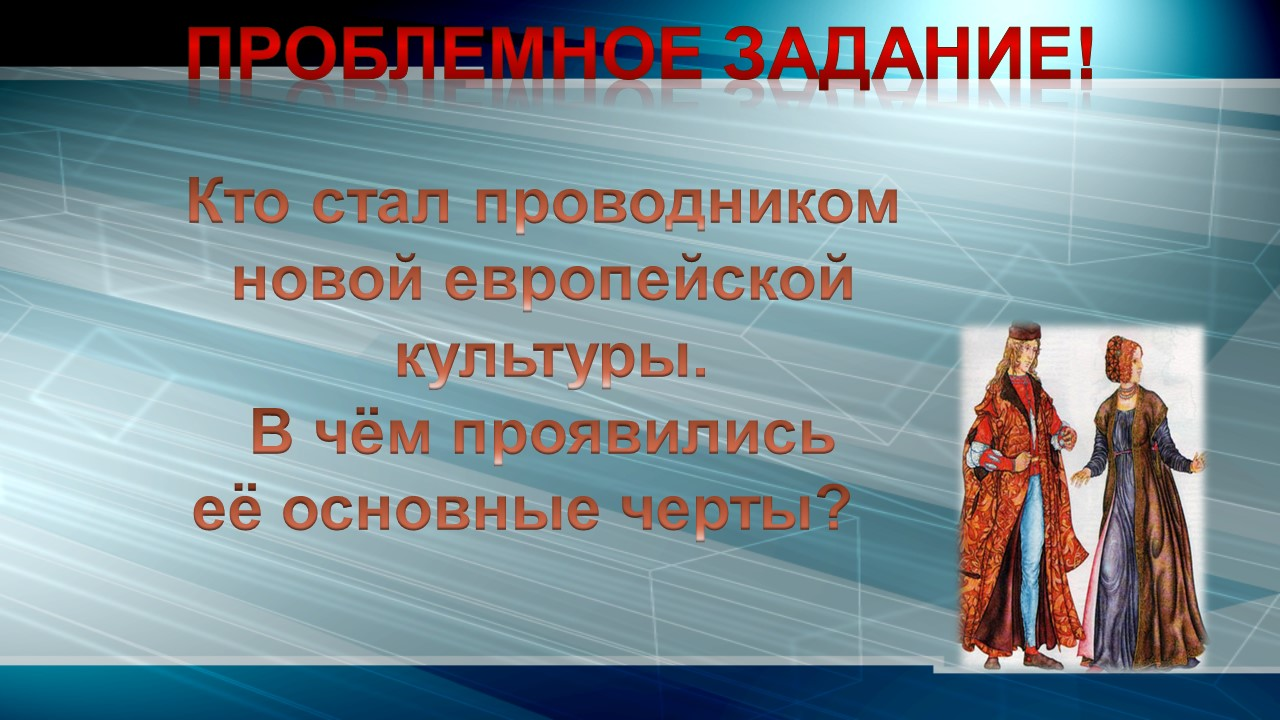 ПРОБЛЕМНОЕ ЗАДАНИЕ!
Кто стал проводником
новой европейской
культуры.
В чём проявились
её основные черты?